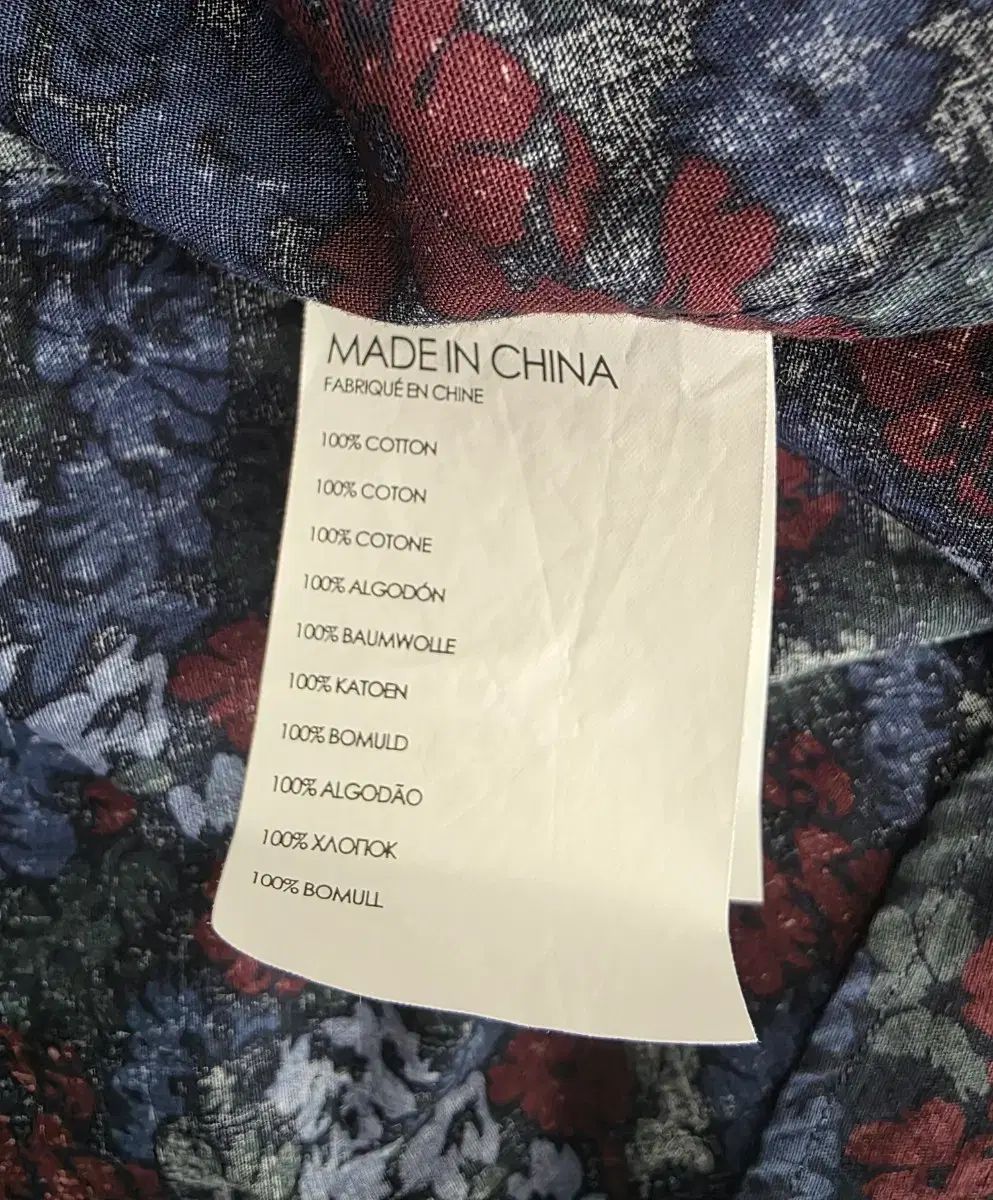 MADE IN CHINA
FABRIQUÉ EN CHINE
100% COTTON
100% COTON
100% COTONE
100% ALGODÓN
100% BAUMWOLLE
100% KATOEN
100% BOMULD
100% ALGODÃO
100% ХЛОПОК
100% BOMULL